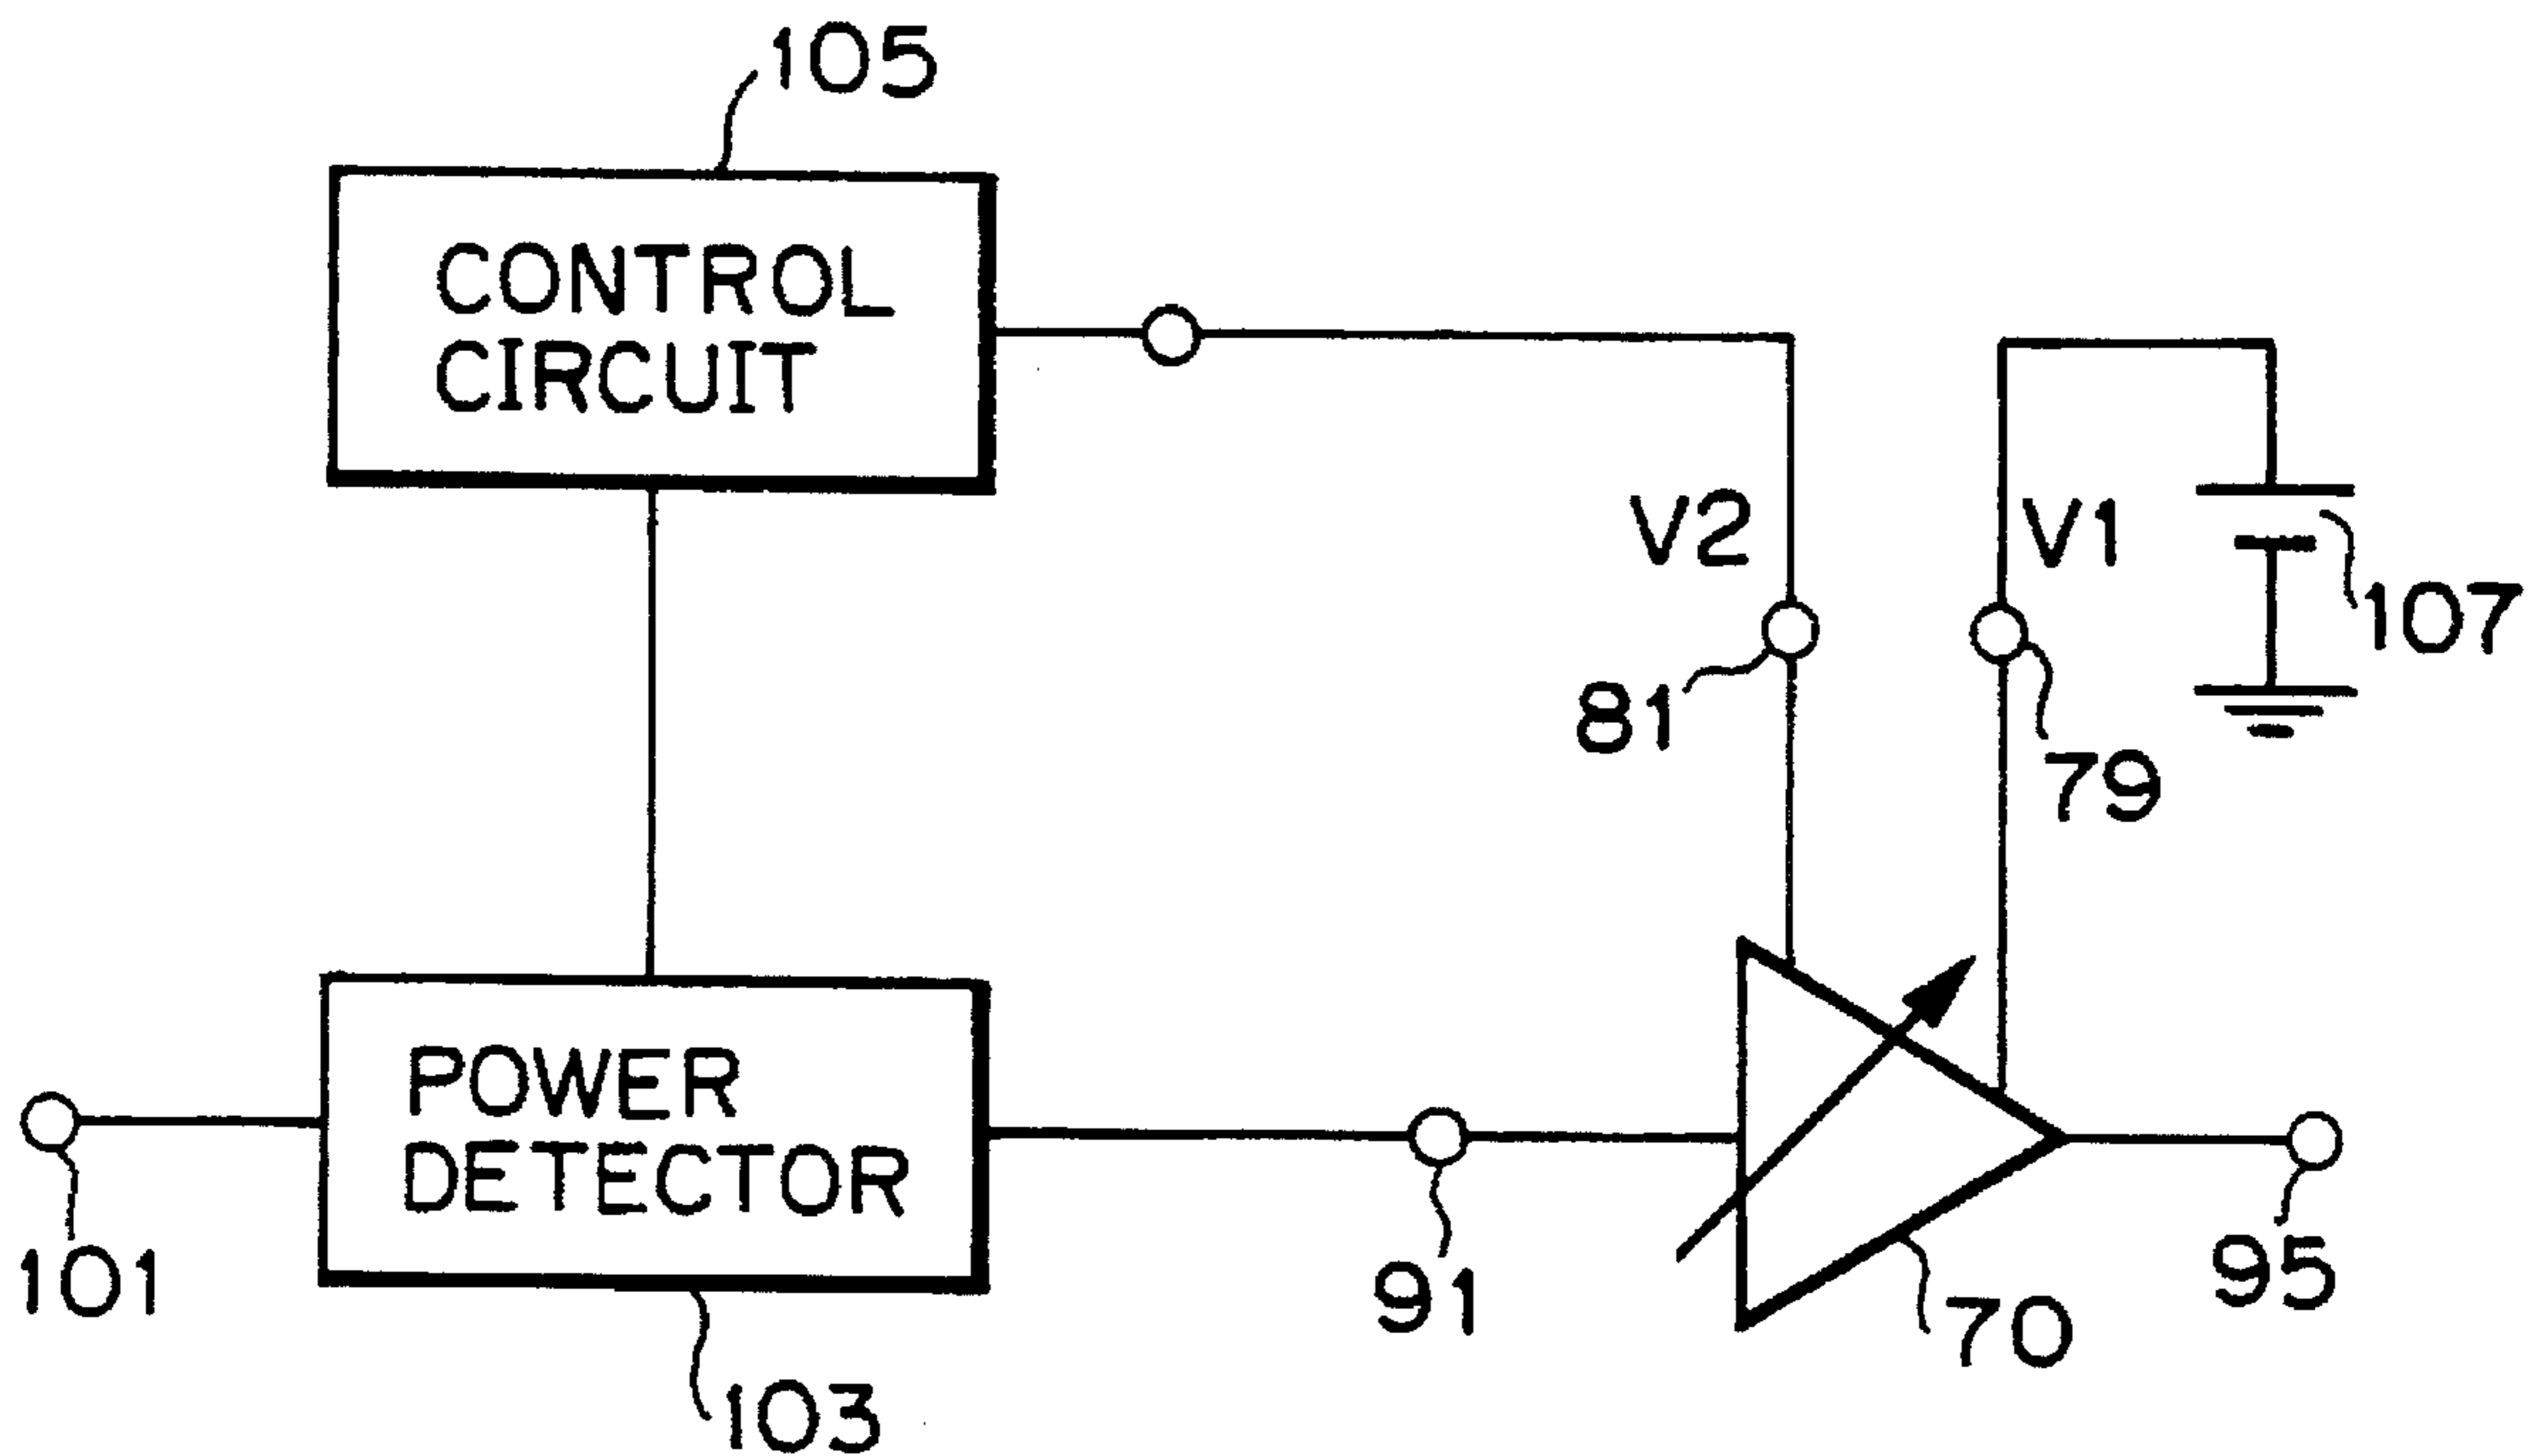 105
CONTROL
CIRCUIT
V2
V1
107
81
79
POWER
DETECTOR
101
91
95
70
103